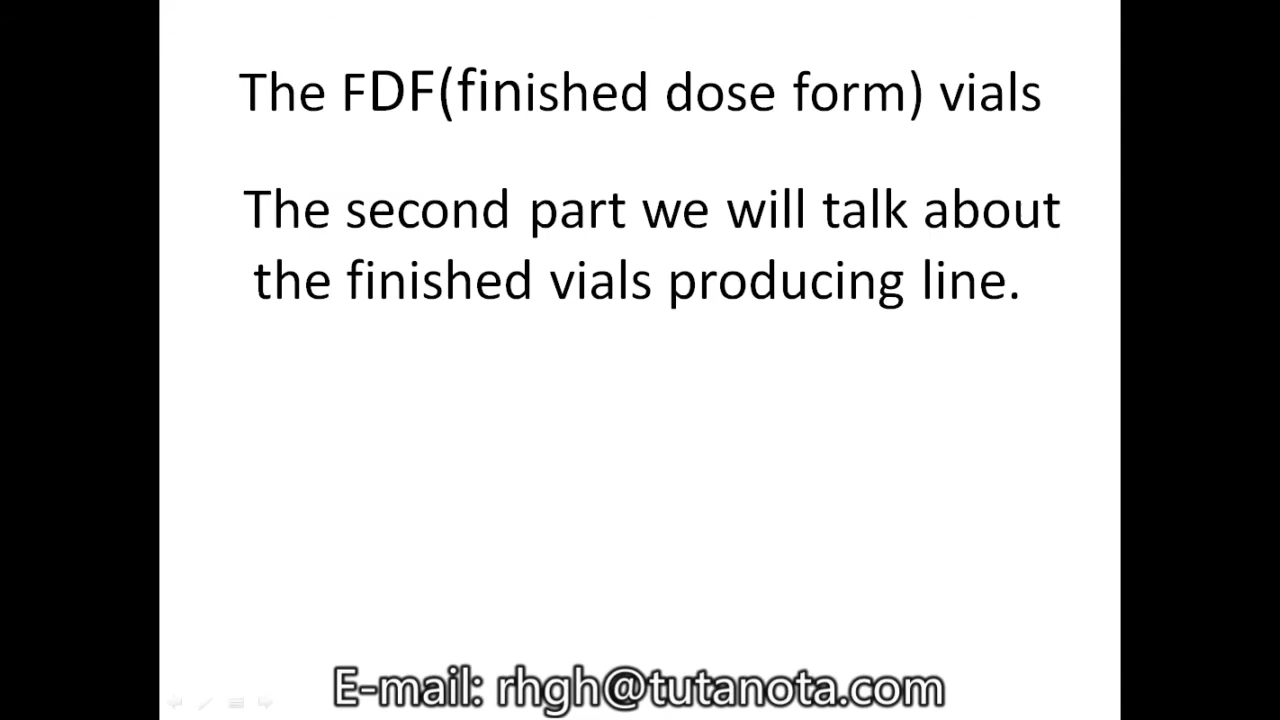 The FDF(finished dose form) vials
The second part we will talk about
the finished vials producing line.
E-mail: rhgh@tutanota.com